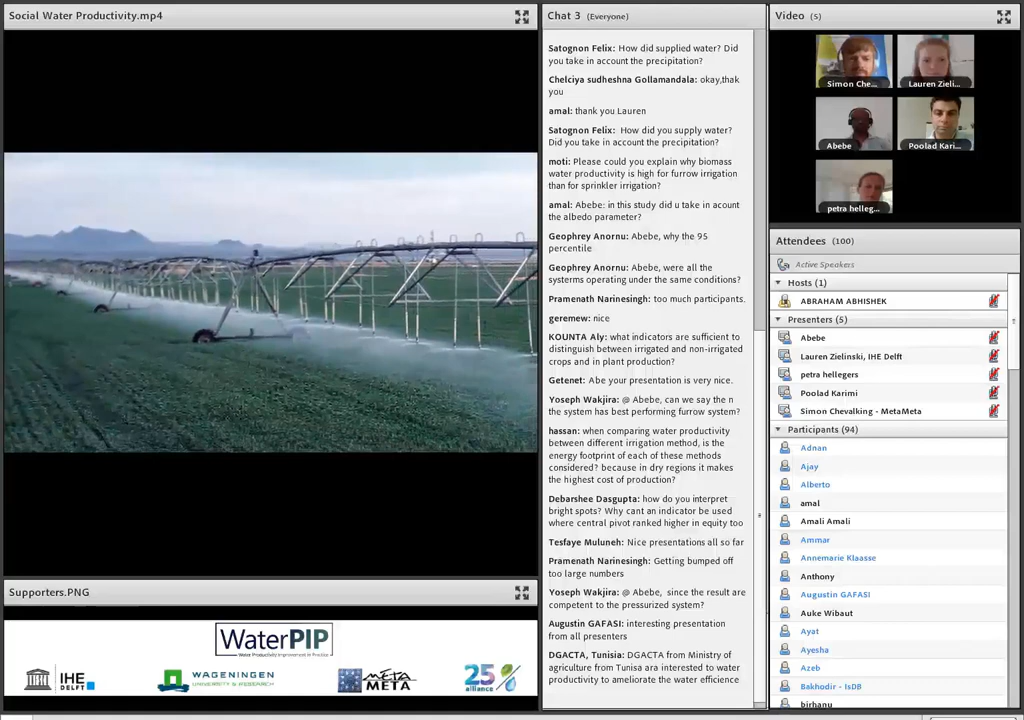 Social Water Productivity.mp4
Supporters.PNG
WaterPIP
Water Productivity Improvement in Practice
IHE
DELFT
WAGENINGEN
UNIVERSITY & RESEARCH
META
META
25
alliance
Chat 3 (Everyone)
Satognon Felix: How did supplied water? Did
you take in account the precipitation?
Chelciya sudheshna Gollamandala: okay,thak
you
amal: thank you Lauren
Satognon Felix: How did you supply water?
Did you take in account the precipitation?
moti: Please could you explain why biomass
water productivity is high for furrow irrigation
than for sprinkler irrigation?
amal: Abebe: in this study did u take in acount
the albedo parameter?
Geophrey Anornu: Abebe, why the 95
percentile
Geophrey Anornu: Abebe, were all the
systerms operating under the same conditions?
Pramenath Narinesingh: too much participants.
geremew: nice
KOUNTA Aly: what indicators are sufficient to
distinguish between irrigated and non-irrigated
crops and in plant production?
Getenet: Abe your presentation is very nice.
Yoseph Wakjira: @ Abebe, can we say the n
the system has best performing furrow system?
hassan: when comparing water productivity
between different irrigation method, is the
energy footprint of each of these methods
considered? because in dry regions it makes
the highest cost of production?
Debarshee Dasgupta: how do you interpret
bright spots? Why cant an indicator be used
where central pivot ranked higher in equity too
Tesfaye Muluneh: Nice presentations all so far
Pramenath Narinesingh: Getting bumped off
too large numbers
Yoseph Wakjira: @ Abebe, since the result are
competent to the pressurized system?
Augustin GAFASI: interesting presentation
from all presenters
DGACTA, Tunisia: DGACTA from Ministry of
agriculture from Tunisa are interested to water
productivity to ameliorate the water efficience
Video (5)
Simon Che...
Lauren Zieli...
Abebe
Poolad Kari...
petra helleg...
Attendees (100)
Active Speakers
Hosts (1)
ABRAHAM ABHISHEK
Presenters (5)
Abebe
Lauren Zielinski, IHE Delft
petra hellegers
Poolad Karimi
Simon Chevalking - MetaMeta
Participants (94)
Adnan
Ajay
Alberto
amal
Amali Amali
Ammar
Annemarie Klaasse
Anthony
Augustin GAFASI
Auke Wibaut
Ayat
Ayesha
Azeb
Bakhodir - IsDB
birhanu